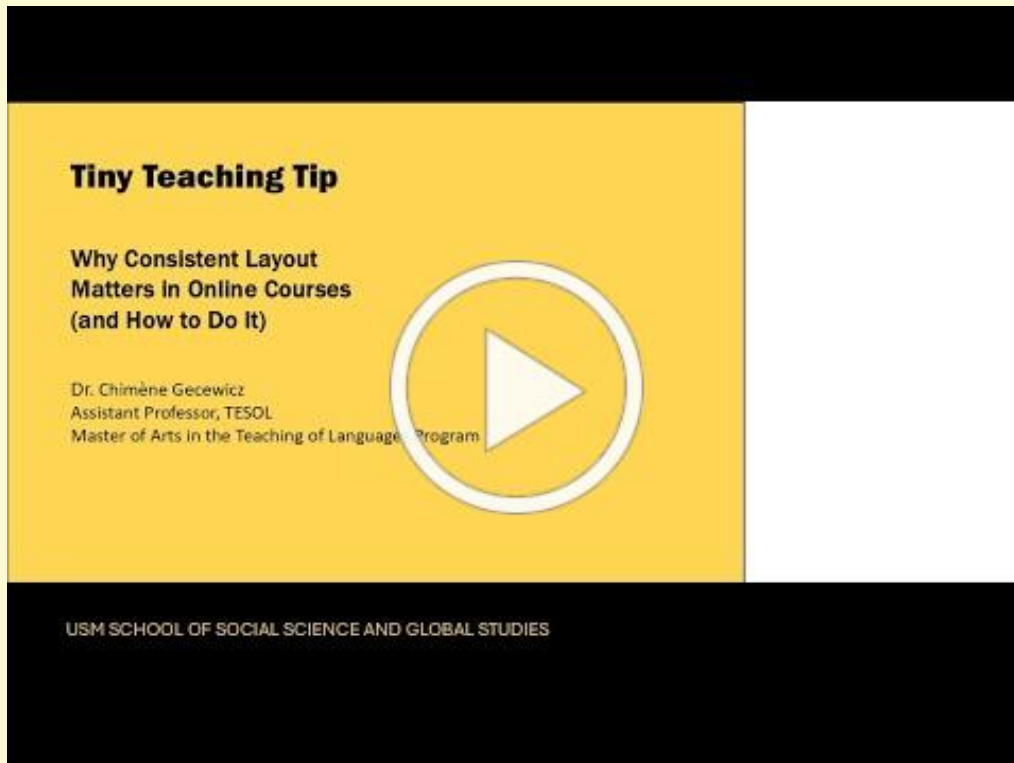 Tiny Teaching Tip
Why Consistent Layout
Matters in Online Courses
(and How to Do It)
Dr. Chimène Gecewicz
Assistant Professor, TESOL
Master of Arts in the Teaching of Language Program
USM SCHOOL OF SOCIAL SCIENCE AND GLOBAL STUDIES